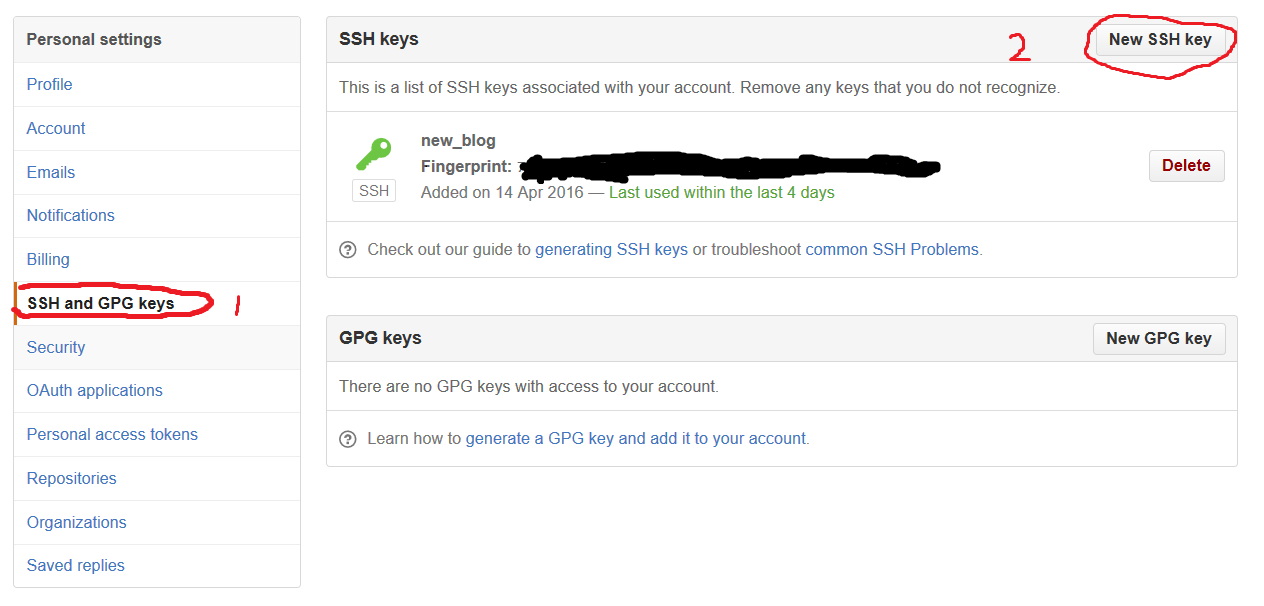 Personal settings
Profile
Account
Emails
Notifications
Billing
SSH and GPG keys 1
Security
OAuth applications
Personal access tokens
Repositories
Organizations
Saved replies
SSH keys 2 New SSH key
This is a list of SSH keys associated with your account. Remove any keys that you do not recognize.
new_blog
Fingerprint:
Delete
SSH
Added on 14 Apr 2016 — Last used within the last 4 days
? Check out our guide to generating SSH keys or troubleshoot common SSH Problems.
GPG keys New GPG key
There are no GPG keys with access to your account.
? Learn how to generate a GPG key and add it to your account.